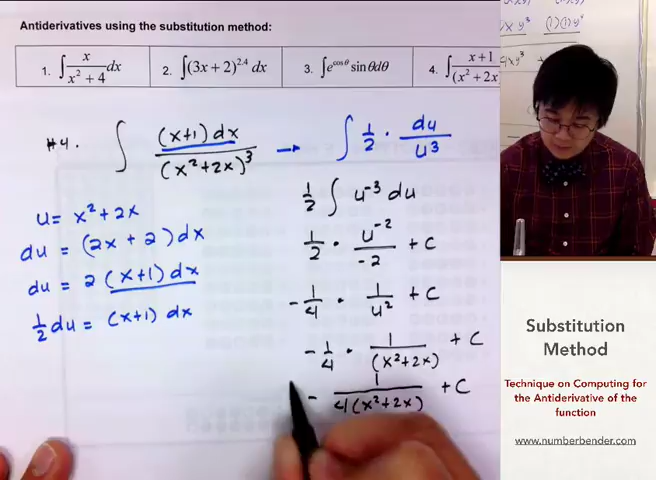 Antiderivatives using the substitution method:
1. ∫ x/(x² + 4) dx
2. ∫(3x + 2)^2.4 dx
3. ∫e^cosθ sin θdθ
4. ∫ (x + 1)/(x² + 2x
#4. ∫ (x+1) dx / (x²+2x)³ → ∫ 1/2 · du/u³
1/2 ∫ u⁻³ du
u = x²+2x
1/2 · u⁻²/-2 + C
du = (2x + 2) dx
du = 2 (x+1) dx
-1/4 · 1/u² + C
1/2 du = (x+1) dx
-1/4 · 1/(x²+2x) + C
- 1/4(x²+2x) + C
Substitution
Method
Technique on Computing for
the Antiderivative of the
function
www.numberbender.com